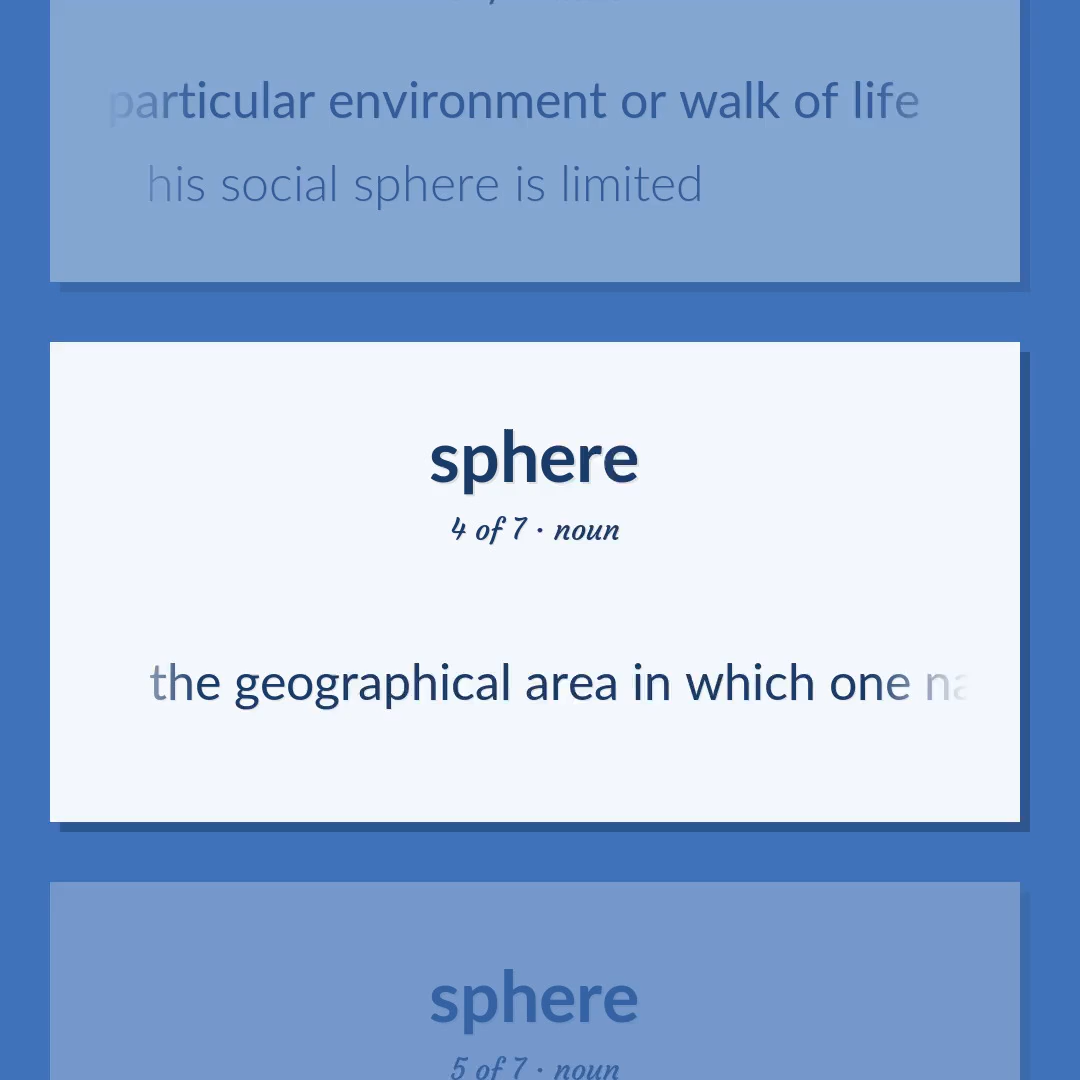 particular environment or walk of life
his social sphere is limited
sphere
4 of 7 · noun
the geographical area in which one
sphere
5 of 7 · noun